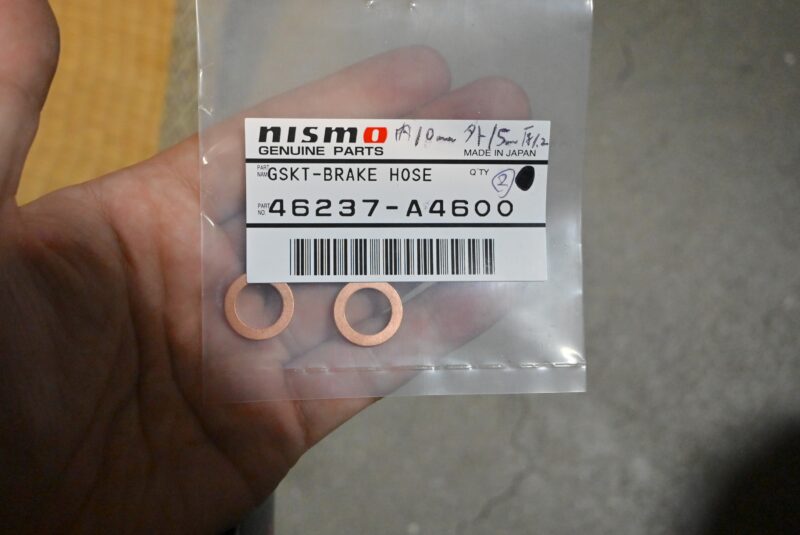 nismo 内10mm 外15mm 厚1.2
GENUINE PARTS MADE IN JAPAN
PART NAME GSKT-BRAKE HOSE Q'TY 2
PART NO. 46237-A4600